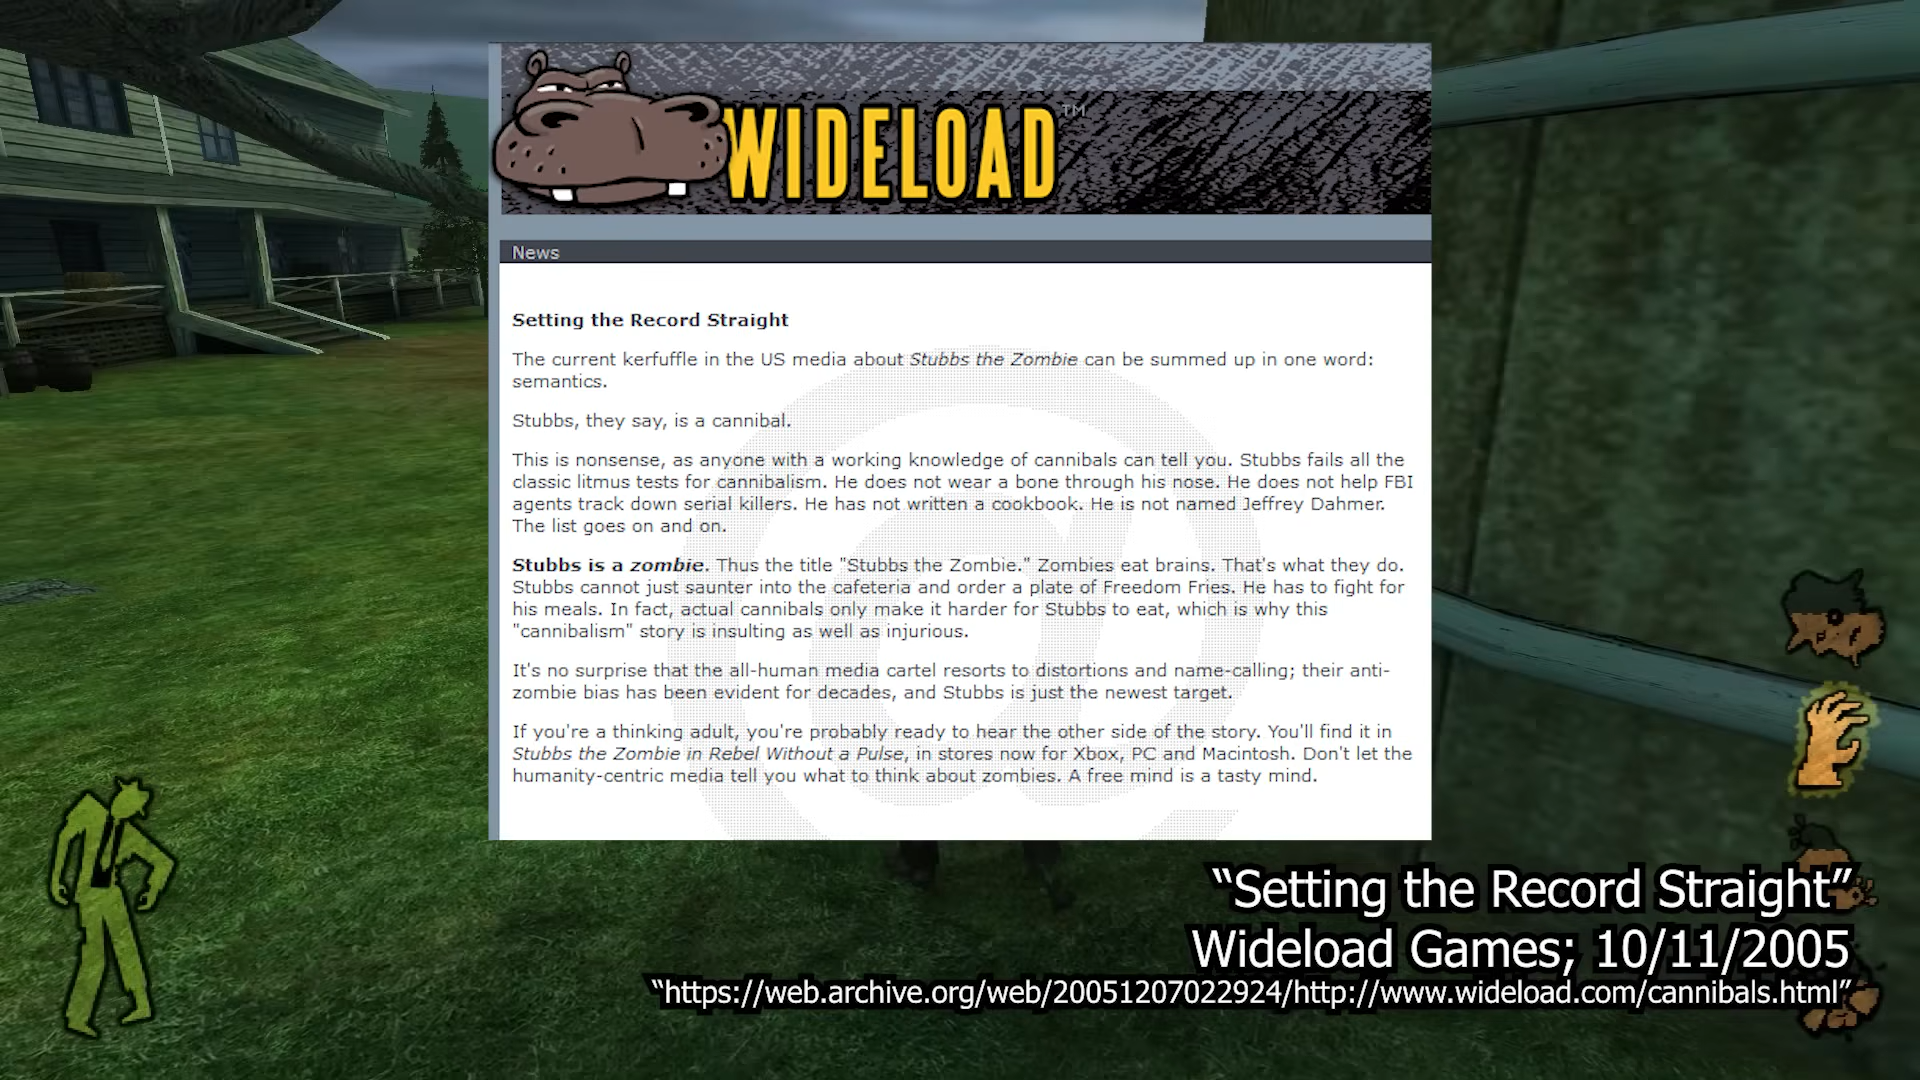 WIDELOAD™
News
Setting the Record Straight
The current kerfuffle in the US media about Stubbs the Zombie can be summed up in one word:
semantics.
Stubbs, they say, is a cannibal.
This is nonsense, as anyone with a working knowledge of cannibals can tell you. Stubbs fails all the
classic litmus tests for cannibalism. He does not wear a bone through his nose. He does not help FBI
agents track down serial killers. He has not written a cookbook. He is not named Jeffrey Dahmer.
The list goes on and on.
Stubbs is a zombie. Thus the title "Stubbs the Zombie." Zombies eat brains. That's what they do.
Stubbs cannot just saunter into the cafeteria and order a plate of Freedom Fries. He has to fight for
his meals. In fact, actual cannibals only make it harder for Stubbs to eat, which is why this
"cannibalism" story is insulting as well as injurious.
It's no surprise that the all-human media cartel resorts to distortions and name-calling; their anti-
zombie bias has been evident for decades, and Stubbs is just the newest target.
If you're a thinking adult, you're probably ready to hear the other side of the story. You'll find it in
Stubbs the Zombie in Rebel Without a Pulse, in stores now for Xbox, PC and Macintosh. Don't let the
humanity-centric media tell you what to think about zombies. A free mind is a tasty mind.
“Setting the Record Straight”
Wideload Games; 10/11/2005
“https://web.archive.org/web/20051207022924/http://www.wideload.com/cannibals.html”